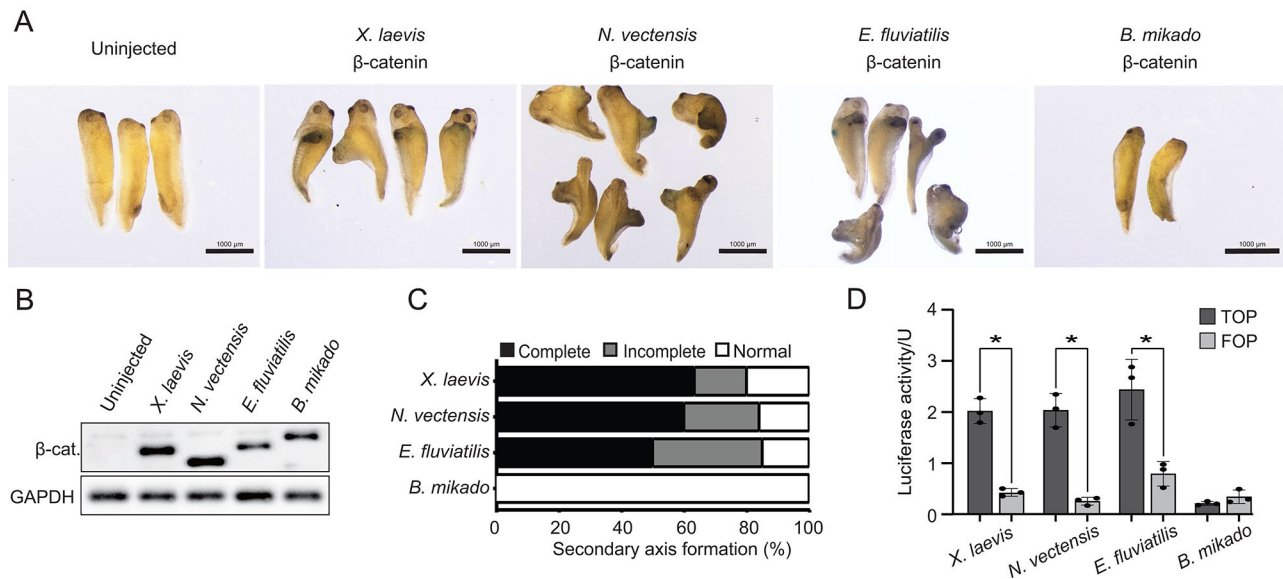 A
Uninjected
X. laevis
β-catenin
N. vectensis
β-catenin
E. fluviatilis
β-catenin
B. mikado
β-catenin
1000 µm
1000 µm
1000 µm
1000 µm
1000 µm
B
Uninjected
X. laevis
N. vectensis
E. fluviatilis
B. mikado
β-cat.
GAPDH
C
Complete Incomplete Normal
X. laevis
N. vectensis
E. fluviatilis
B. mikado
0 20 40 60 80 100
Secondary axis formation (%)
D
TOP
FOP
Luciferase activity/U
4
3
2
1
0
* * *
X. laevis
N. vectensis
E. fluviatilis
B. mikado